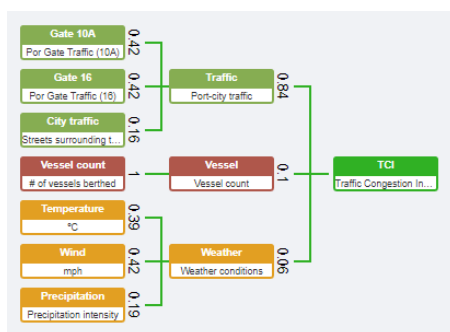 Gate 10A
Por Gate Traffic (10A)
0.42
Gate 16
Por Gate Traffic (16)
0.42
City traffic
Streets surrounding t...
0.16
Traffic
Port-city traffic
0.84
Vessel count
# of vessels berthed
1
Vessel
Vessel count
0.1
TCI
Traffic Congestion In...
Temperature
ºC
0.39
Wind
mph
0.42
Weather
Weather conditions
0.06
Precipitation
Precipitation intensity
0.19